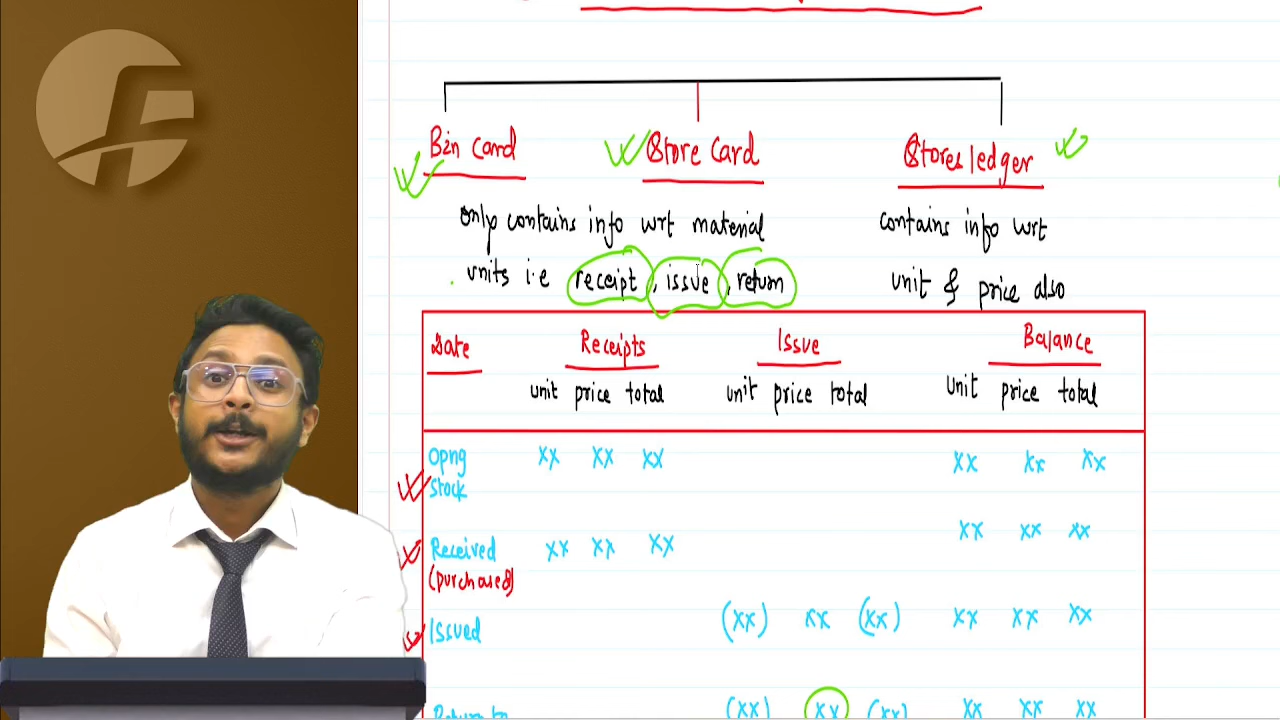 Bin Card Store Card Stores ledger
only contains info wrt material contains info wrt
units i.e receipt, issue, return unit & price also
Date Receipts Issue Balance
unit price total unit price total unit price total
Opng xx xx xx xx xx xx
Stock
xx xx xx
Received xx xx xx
(purchased)
Issued (xx) xx (xx) xx xx xx
Return to (xx) xx (xx) xx xx xx